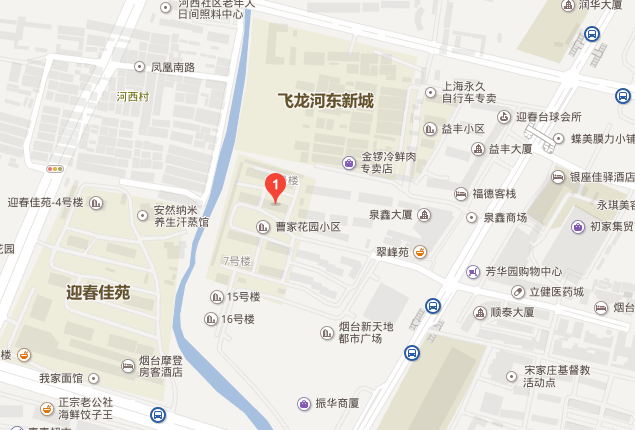 河西社区老年人
日间照料中心
润华大厦
凤凰南路
河西村
飞龙河东新城
上海永久
自行车专卖
迎春台球会所
益丰小区
蝶美膜力小铺
益丰大厦
金锣冷鲜肉
专卖店
号楼
1
银座佳驿酒店
福德客栈
迎春佳苑-4号楼
安然纳米
养生汗蒸馆
永琪美容
泉鑫大厦
泉鑫商场
曹家花园小区
初家集贸
花园
翠峰苑
7号楼
芳华园购物中心
迎春佳苑
15号楼
立健医药城
烟台
16号楼
顺泰大厦
烟台新天地
都市广场
楼
烟台摩登
房客酒店
我家面馆
宋家庄基督教
活动点
正宗老公社
海鲜饺子王
振华商厦